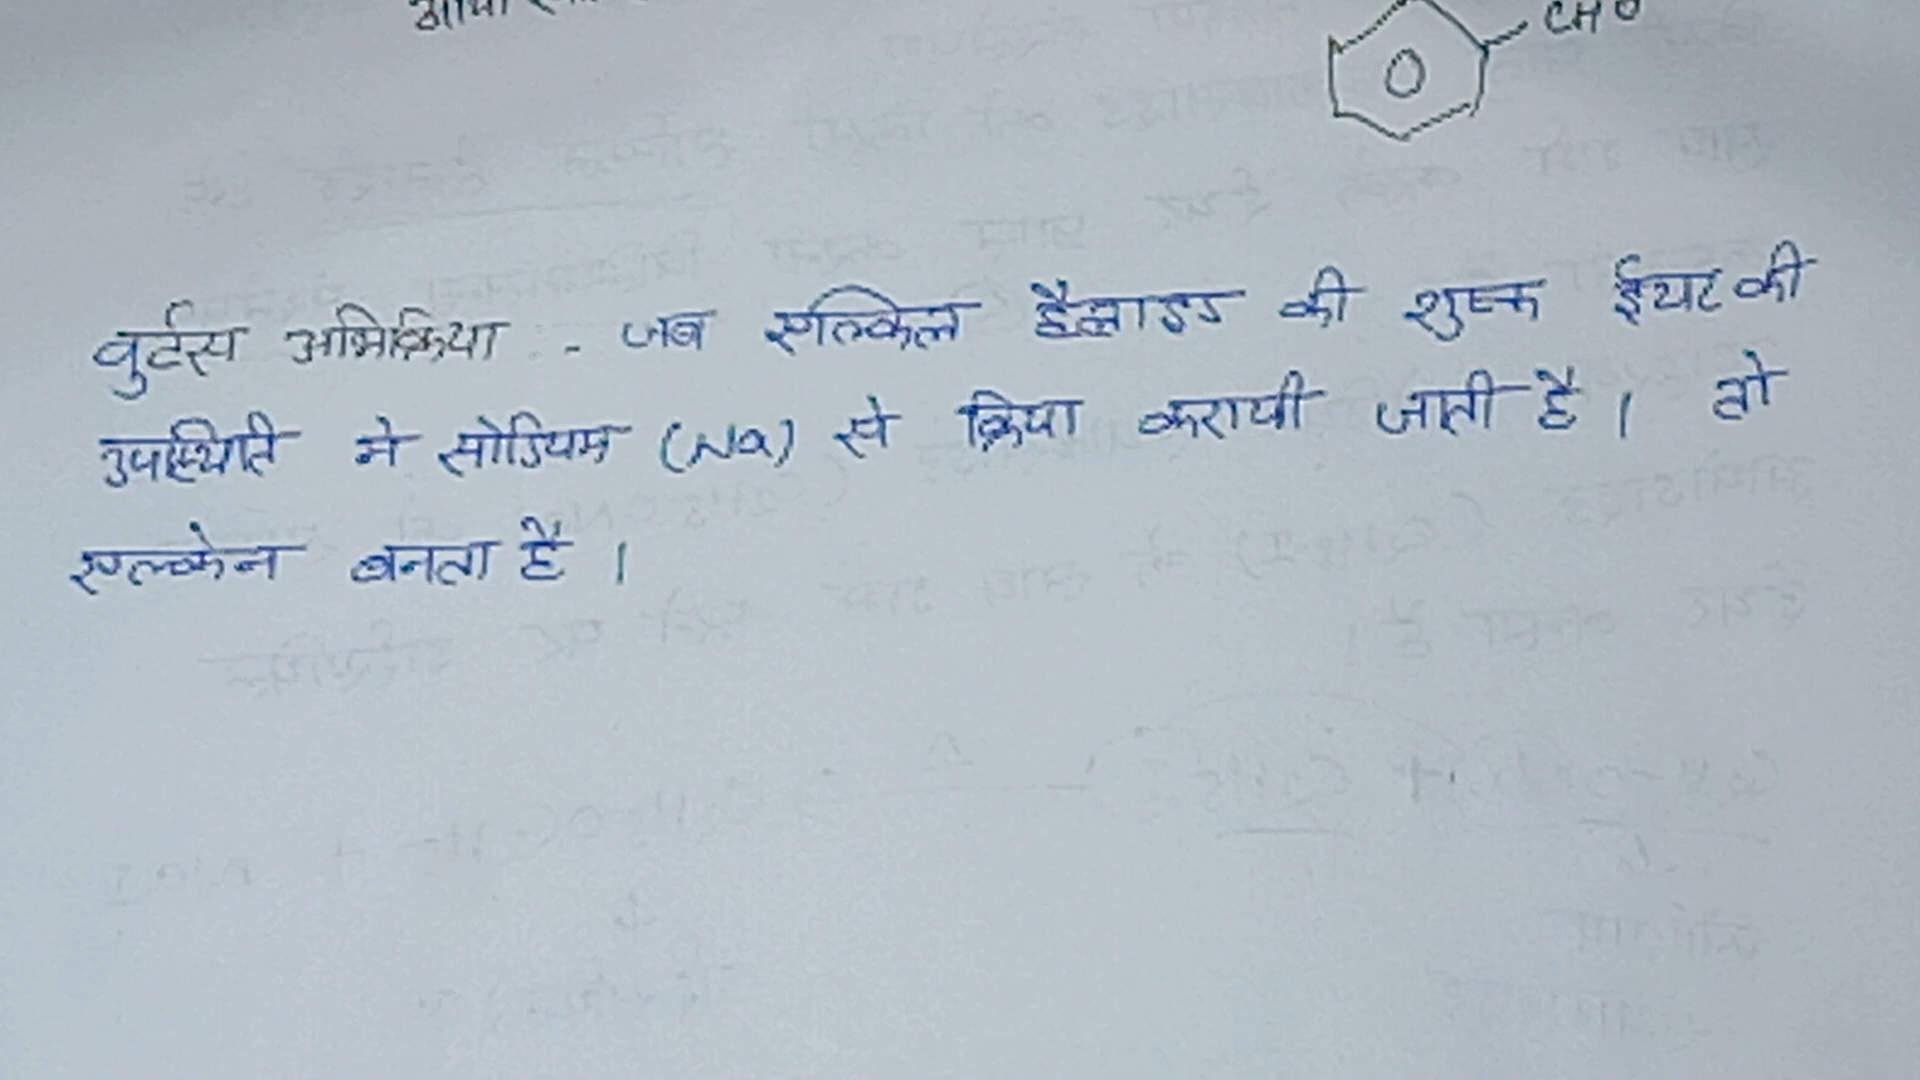 CHO
वुर्टस अभिक्रिया - जब एल्किल हैलाइड की शुष्क ईथर की
उपस्थिति मे सोडियम (Na) से क्रिया करायी जाती है । तो
एल्केन बनता है ।